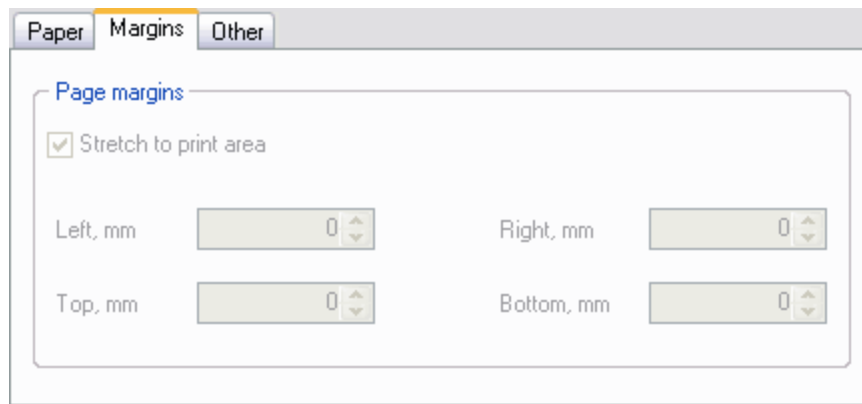 Paper Margins Other
Page margins
Stretch to print area
Left, mm 0 Right, mm 0
Top, mm 0 Bottom, mm 0